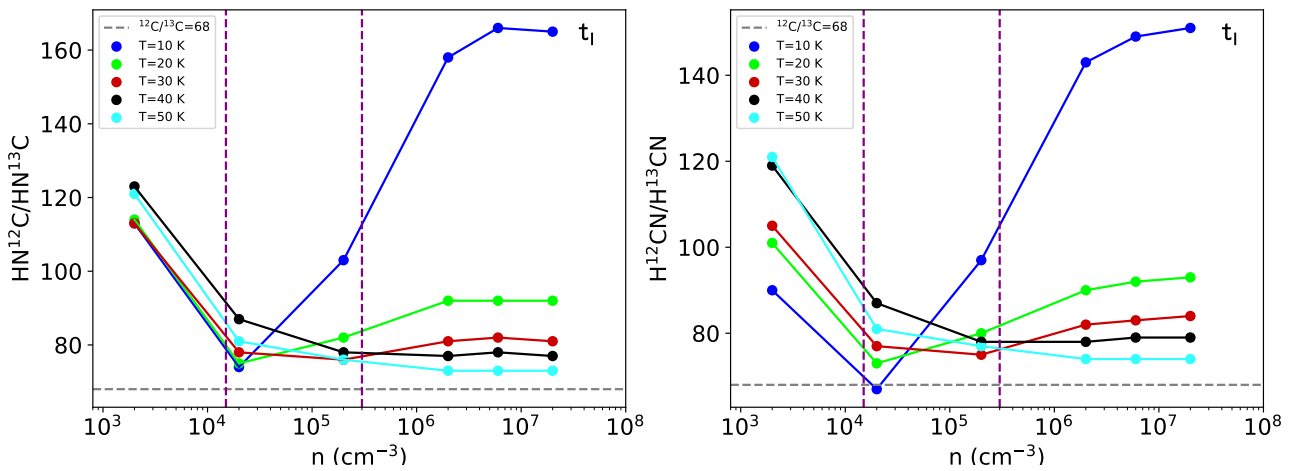 ¹²C/¹³C=68
T=10 K
T=20 K
T=30 K
T=40 K
T=50 K
t_I
160
140
120
100
80
HN¹²C/HN¹³C
10³
10⁴
10⁵
10⁶
10⁷
10⁸
n (cm⁻³)
¹²C/¹³C=68
T=10 K
T=20 K
T=30 K
T=40 K
T=50 K
t_I
140
120
100
80
H¹²CN/H¹³CN
10³
10⁴
10⁵
10⁶
10⁷
10⁸
n (cm⁻³)